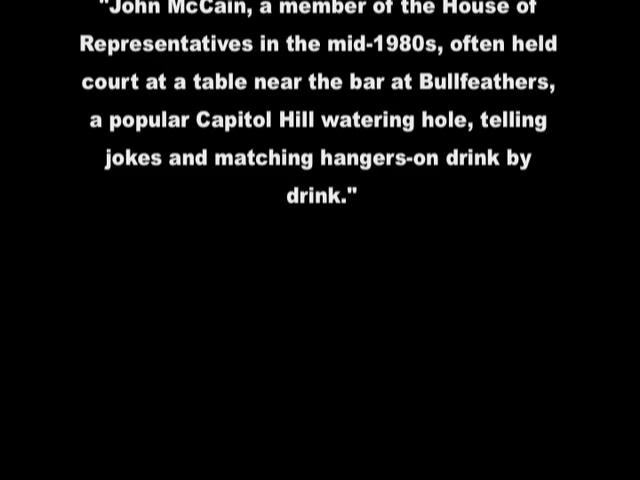 "John McCain, a member of the House of
Representatives in the mid-1980s, often held
court at a table near the bar at Bullfeathers,
a popular Capitol Hill watering hole, telling
jokes and matching hangers-on drink by
drink."